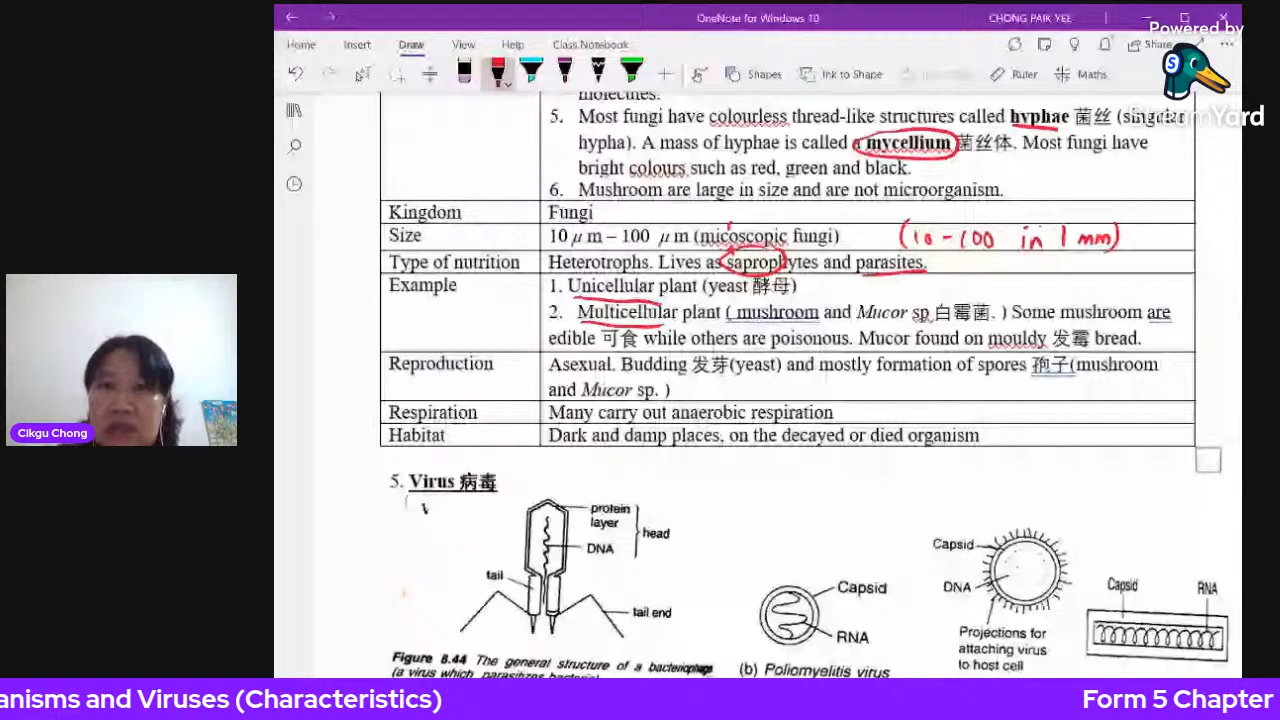 OneNote for Windows 10
CHONG PAIK YEE
Powered by
StreamYard
Home Insert Draw View Help Class Notebook
Share
Shapes Ink to Shape Ruler Maths
molecules.
5. Most fungi have colourless thread-like structures called hyphae 菌丝 (singular
hypha). A mass of hyphae is called a mycellium 菌丝体. Most fungi have
bright colours such as red, green and black.
6. Mushroom are large in size and are not microorganism.
Kingdom Fungi
Size 10 μm – 100 μm (micoscopic fungi) (10 - 100 in 1 mm)
Type of nutrition Heterotrophs. Lives as saprophytes and parasites.
Example 1. Unicellular plant (yeast 酵母)
2. Multicellular plant ( mushroom and Mucor sp.白霉菌. ) Some mushroom are
edible 可食 while others are poisonous. Mucor found on mouldy 发霉 bread.
Reproduction Asexual. Budding 发芽(yeast) and mostly formation of spores 孢子(mushroom
and Mucor sp. )
Respiration Many carry out anaerobic respiration
Habitat Dark and damp places, on the decayed or died organism
5. Virus 病毒
protein
layer
head
DNA
tail
tail end
Figure 8.44 The general structure of a bacteriophage
(a virus which parasitizes bacteria)
Capsid
RNA
(b) Poliomyelitis virus
Capsid
DNA
Projections for
attaching virus
to host cell
Capsid RNA
Cikgu Chong
anisms and Viruses (Characteristics)
Form 5 Chapter